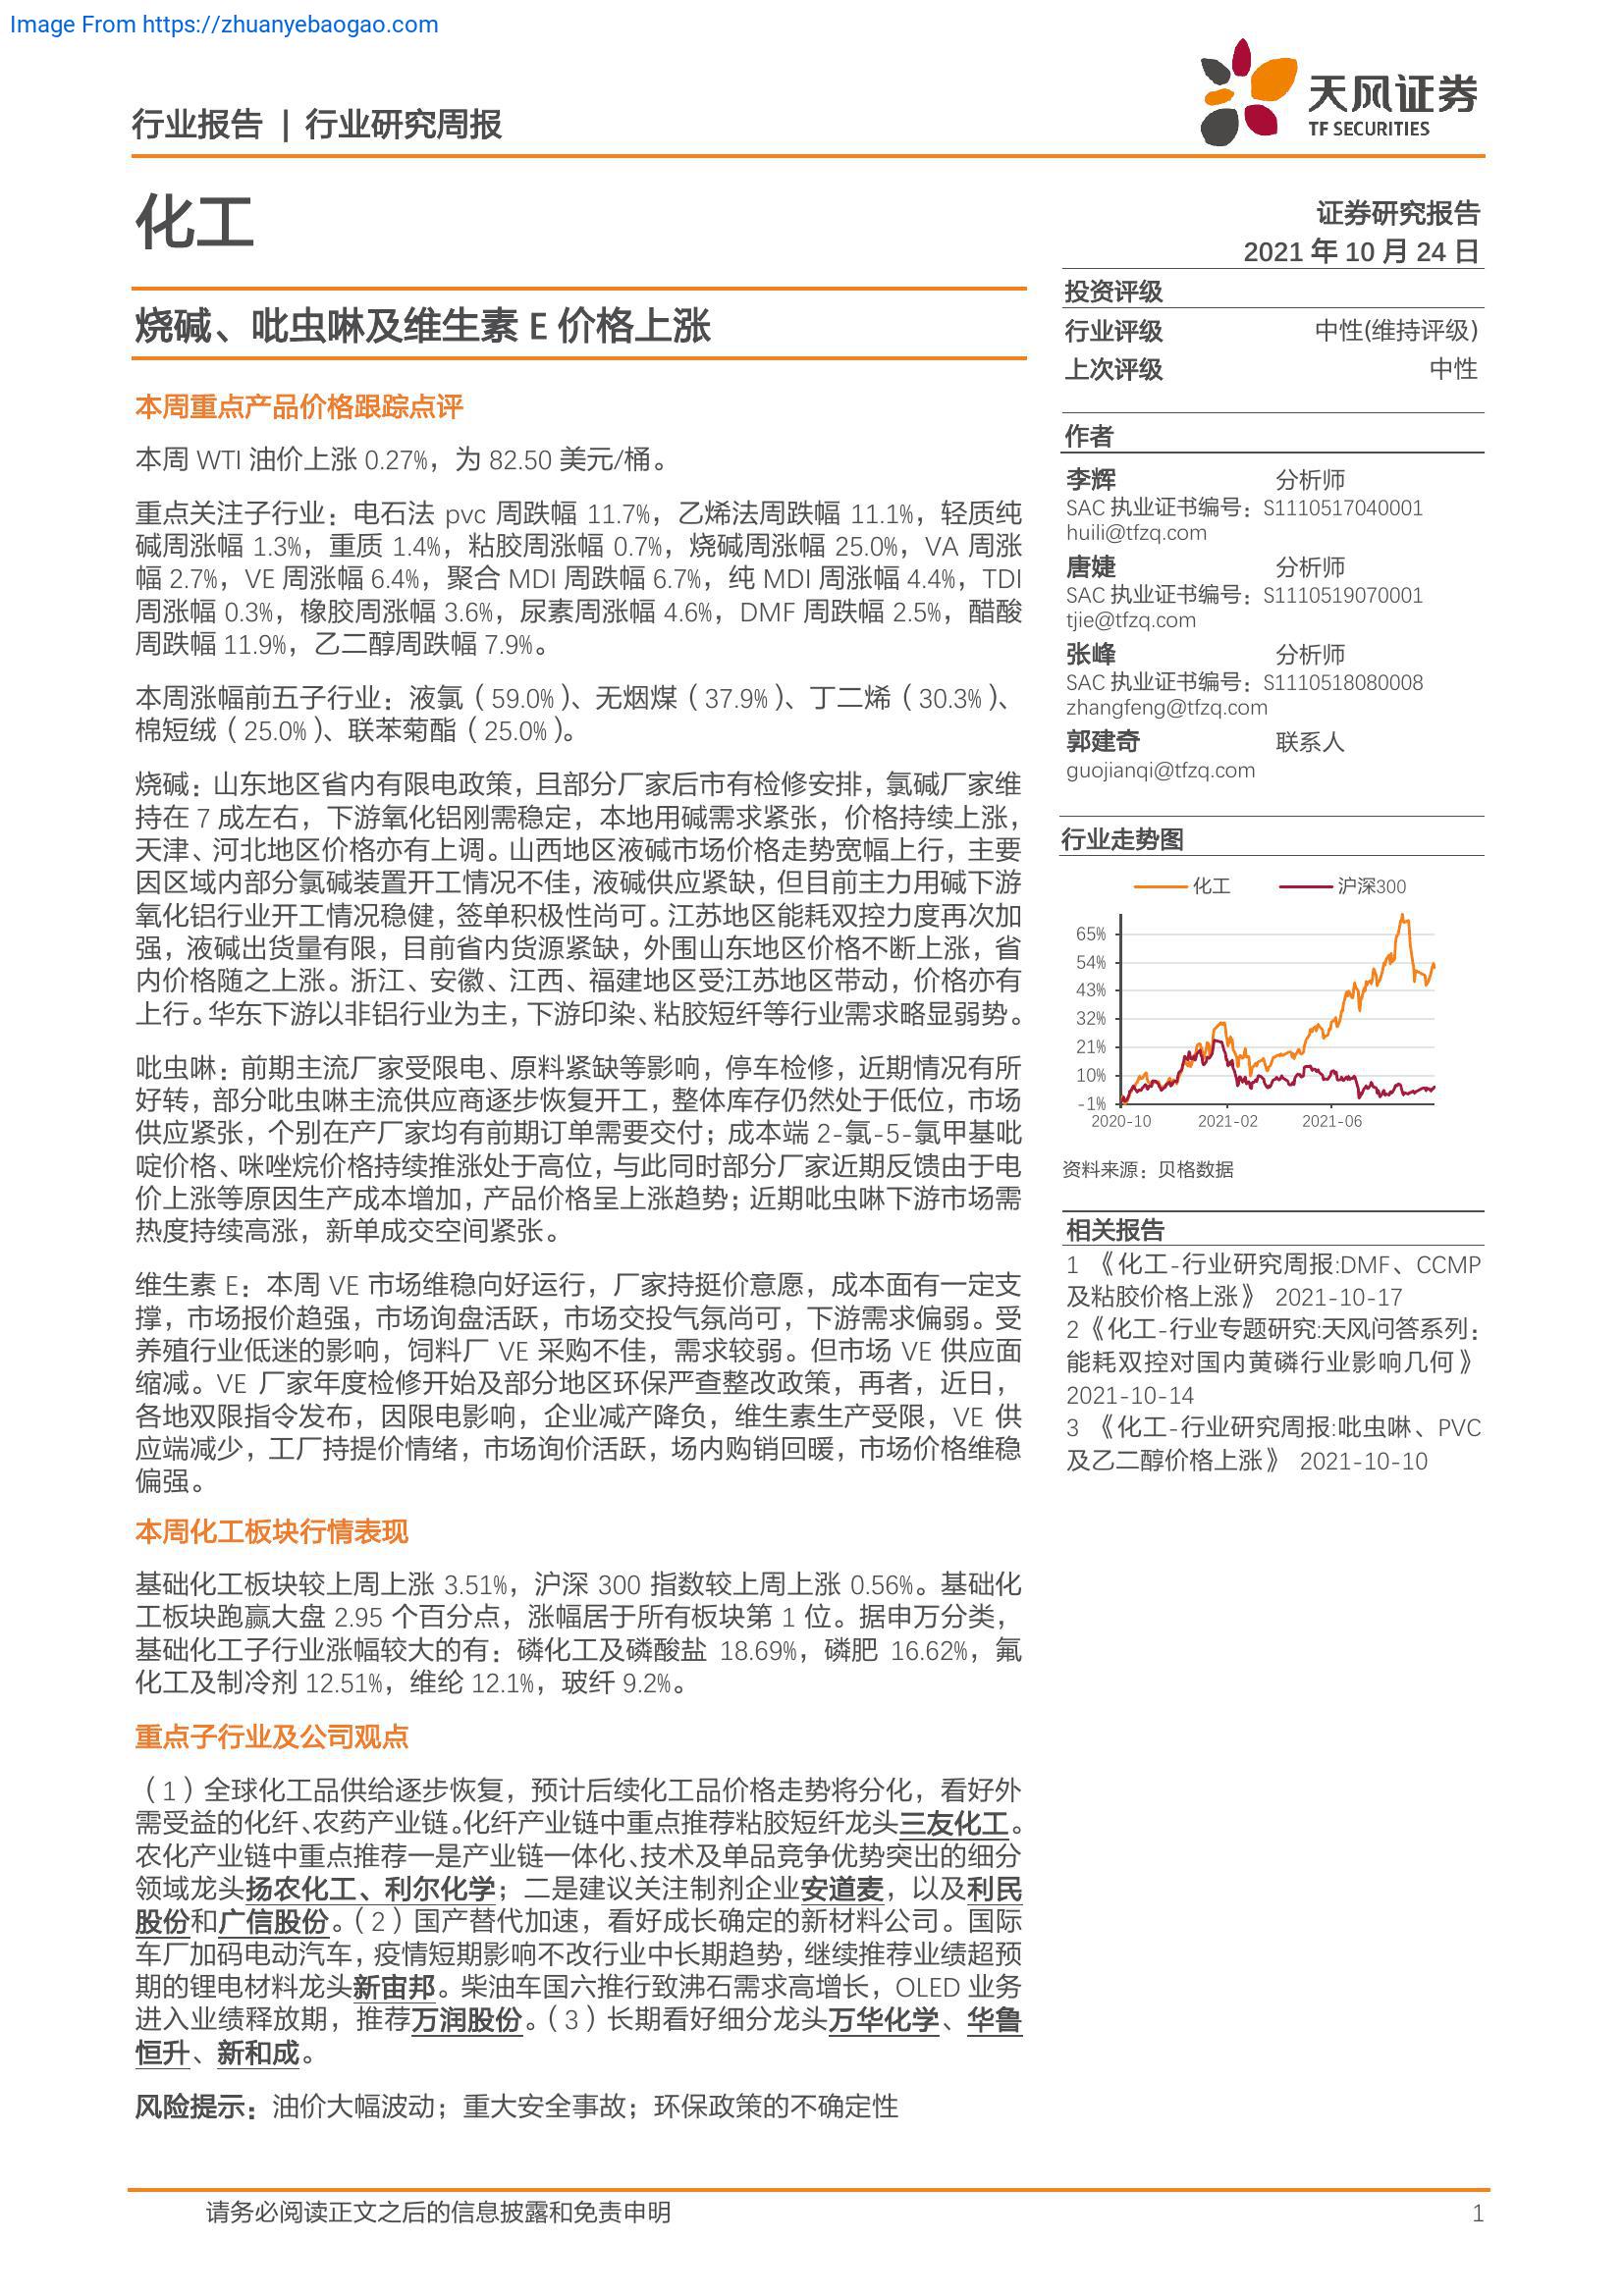 Image From https://zhuanyebaogao.com
行业报告 | 行业研究周报
天风证券
TF SECURITIES
化工
烧碱、吡虫啉及维生素 E 价格上涨
本周重点产品价格跟踪点评
本周 WTI 油价上涨 0.27%，为 82.50 美元/桶。
重点关注子行业：电石法 pvc 周跌幅 11.7%，乙烯法周跌幅 11.1%，轻质纯
碱周涨幅 1.3%，重质 1.4%，粘胶周涨幅 0.7%，烧碱周涨幅 25.0%，VA 周涨
幅 2.7%，VE 周涨幅 6.4%，聚合 MDI 周跌幅 6.7%，纯 MDI 周涨幅 4.4%，TDI
周涨幅 0.3%，橡胶周涨幅 3.6%，尿素周涨幅 4.6%，DMF 周跌幅 2.5%，醋酸
周跌幅 11.9%，乙二醇周跌幅 7.9%。
本周涨幅前五子行业：液氯（59.0%）、无烟煤（37.9%）、丁二烯（30.3%）、
棉短绒（25.0%）、联苯菊酯（25.0%）。
烧碱：山东地区省内有限电政策，且部分厂家后市有检修安排，氯碱厂家维
持在 7 成左右，下游氧化铝刚需稳定，本地用碱需求紧张，价格持续上涨，
天津、河北地区价格亦有上调。山西地区液碱市场价格走势宽幅上行，主要
因区域内部分氯碱装置开工情况不佳，液碱供应紧缺，但目前主力用碱下游
氧化铝行业开工情况稳健，签单积极性尚可。江苏地区能耗双控力度再次加
强，液碱出货量有限，目前省内货源紧缺，外围山东地区价格不断上涨，省
内价格随之上涨。浙江、安徽、江西、福建地区受江苏地区带动，价格亦有
上行。华东下游以非铝行业为主，下游印染、粘胶短纤等行业需求略显弱势。
吡虫啉：前期主流厂家受限电、原料紧缺等影响，停车检修，近期情况有所
好转，部分吡虫啉主流供应商逐步恢复开工，整体库存仍然处于低位，市场
供应紧张，个别在产厂家均有前期订单需要交付；成本端 2-氯-5-氯甲基吡
啶价格、咪唑烷价格持续推涨处于高位，与此同时部分厂家近期反馈由于电
价上涨等原因生产成本增加，产品价格呈上涨趋势；近期吡虫啉下游市场需
热度持续高涨，新单成交空间紧张。
维生素 E：本周 VE 市场维稳向好运行，厂家持挺价意愿，成本面有一定支
撑，市场报价趋强，市场询盘活跃，市场交投气氛尚可，下游需求偏弱。受
养殖行业低迷的影响，饲料厂 VE 采购不佳，需求较弱。但市场 VE 供应面
缩减。VE 厂家年度检修开始及部分地区环保严查整改政策，再者，近日，
各地双限指令发布，因限电影响，企业减产降负，维生素生产受限，VE 供
应端减少，工厂持提价情绪，市场询价活跃，场内购销回暖，市场价格维稳
偏强。
本周化工板块行情表现
基础化工板块较上周上涨 3.51%，沪深 300 指数较上周上涨 0.56%。基础化
工板块跑赢大盘 2.95 个百分点，涨幅居于所有板块第 1 位。据申万分类，
基础化工子行业涨幅较大的有：磷化工及磷酸盐 18.69%，磷肥 16.62%，氟
化工及制冷剂 12.51%，维纶 12.1%，玻纤 9.2%。
重点子行业及公司观点
（1）全球化工品供给逐步恢复，预计后续化工品价格走势将分化，看好外
需受益的化纤、农药产业链。化纤产业链中重点推荐粘胶短纤龙头三友化工。
农化产业链中重点推荐一是产业链一体化、技术及单品竞争优势突出的细分
领域龙头扬农化工、利尔化学；二是建议关注制剂企业安道麦，以及利民
股份和广信股份。（2）国产替代加速，看好成长确定的新材料公司。国际
车厂加码电动汽车，疫情短期影响不改行业中长期趋势，继续推荐业绩超预
期的锂电材料龙头新宙邦。柴油车国六推行致沸石需求高增长，OLED 业务
进入业绩释放期，推荐万润股份。（3）长期看好细分龙头万华化学、华鲁
恒升、新和成。
风险提示：油价大幅波动；重大安全事故；环保政策的不确定性
证券研究报告
2021 年 10 月 24 日
投资评级
行业评级 中性(维持评级)
上次评级 中性
作者
李辉 分析师
SAC 执业证书编号：S1110517040001
huili@tfzq.com
唐婕 分析师
SAC 执业证书编号：S1110519070001
tjie@tfzq.com
张峰 分析师
SAC 执业证书编号：S1110518080008
zhangfeng@tfzq.com
郭建奇 联系人
guojianqi@tfzq.com
行业走势图
化工 沪深300
65%
54%
43%
32%
21%
10%
-1%
2020-10 2021-02 2021-06
资料来源：贝格数据
相关报告
1 《化工-行业研究周报:DMF、CCMP
及粘胶价格上涨》 2021-10-17
2《化工-行业专题研究:天风问答系列：
能耗双控对国内黄磷行业影响几何》
2021-10-14
3 《化工-行业研究周报:吡虫啉、PVC
及乙二醇价格上涨》 2021-10-10
请务必阅读正文之后的信息披露和免责申明 1